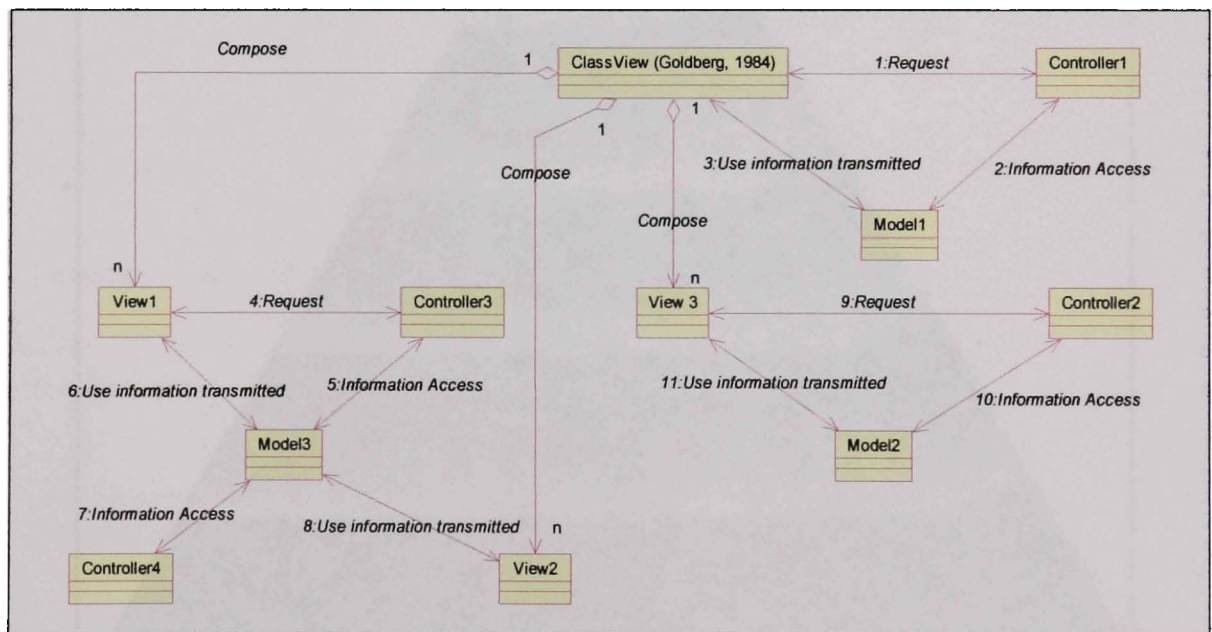 Compose
1
ClassView (Goldberg, 1984)
1:Request
Controller1
1
1
3:Use information transmitted
2:Information Access
Compose
Compose
Model1
n
n
View1
4:Request
Controller3
View 3
9:Request
Controller2
6:Use information transmitted
5:Information Access
11:Use information transmitted
10:Information Access
Model3
Model2
7:Information Access
8:Use information transmitted
n
Controller4
View2